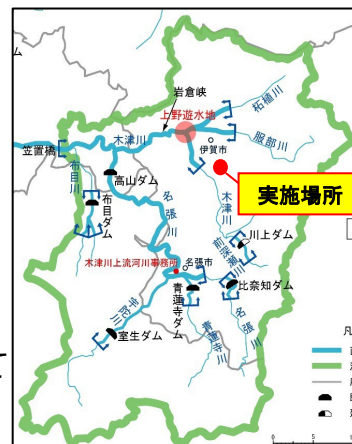 ム
岩倉峡
上野遊水地
柘植川
服部川
笠置橋
木津川
伊賀市
布目川
高山ダム
布目ダム
名張川
木津川
実施場所
川上ダム
前深瀬川
木津川上流河川事務所
名張市
比奈知ダム
青蓮寺ダム
宇陀川
室生ダム
青蓮寺川
名張川
凡
0 5